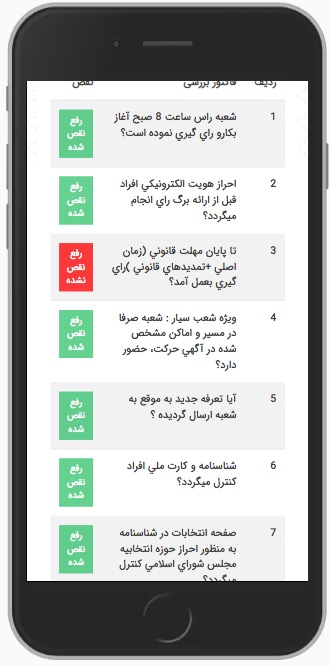 ردیف فاکتور بررسی نقص
1 شعبه راس ساعت 8 صبح آغاز
بكارو راي گيري نموده است؟
رفع
نقص
شده
2 احراز هويت الكترونيكي افراد
قبل از ارائه برگ راي انجام
ميگردد؟
رفع
نقص
شده
3 تا پايان مهلت قانوني (زمان
اصلي +تمديدهاي قانوني )راي
گيري بعمل آمد؟
رفع
نقص
نشده
4 ويژه شعب سيار : شعبه صرفا
در مسير و اماكن مشخص
شده در آگهي حركت، حضور
دارد؟
رفع
نقص
شده
5 آيا تعرفه جديد به موقع به
شعبه ارسال گرديده ؟
رفع
نقص
شده
6 شناسنامه و كارت ملي افراد
كنترل ميگردد؟
رفع
نقص
شده
7 صفحه انتخابات در شناسنامه
به منظور احراز حوزه انتخابيه
مجلس شوراي اسلامي كنترل
ميگردد؟
رفع
نقص
شده